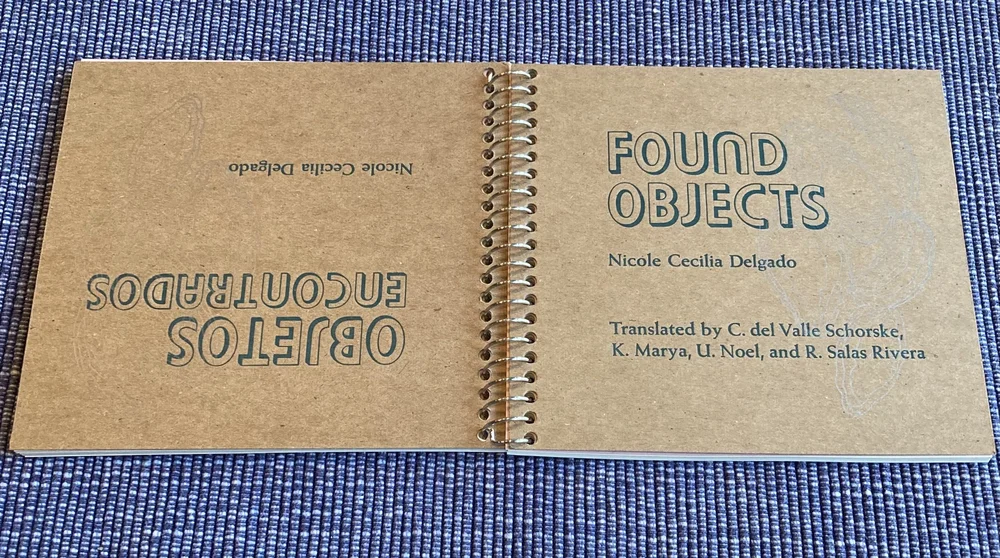 OBJETOS
ENCONTRADOS
Nicole Cecilia Delgado
FOUND
OBJECTS
Nicole Cecilia Delgado
Translated by C. del Valle Schorske,
K. Marya, U. Noel, and R. Salas Rivera